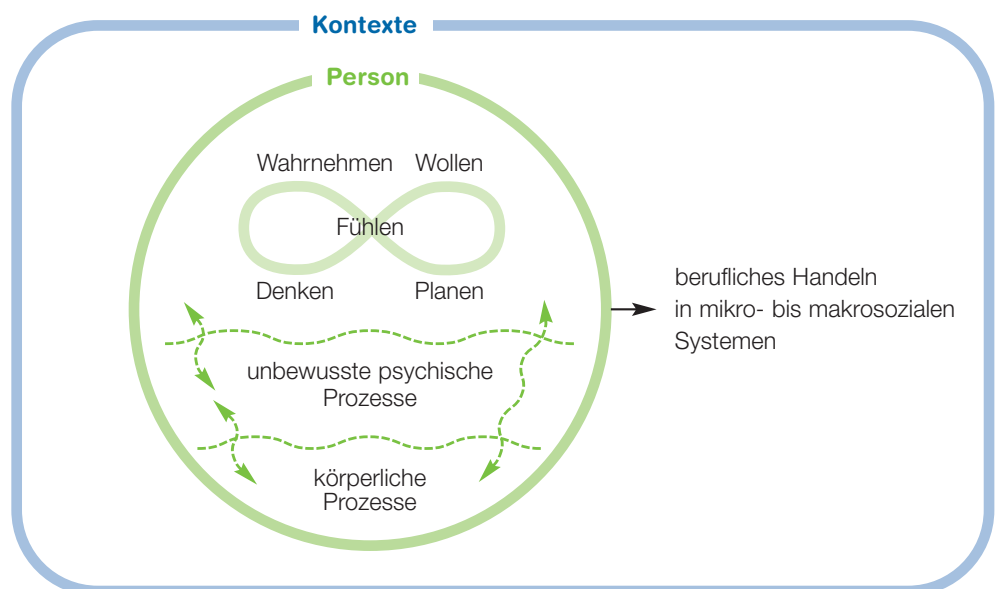 Kontexte
Person
Wahrnehmen Wollen
Fühlen
Denken Planen
berufliches Handeln
in mikro- bis makrosozialen
Systemen
unbewusste psychische
Prozesse
körperliche
Prozesse